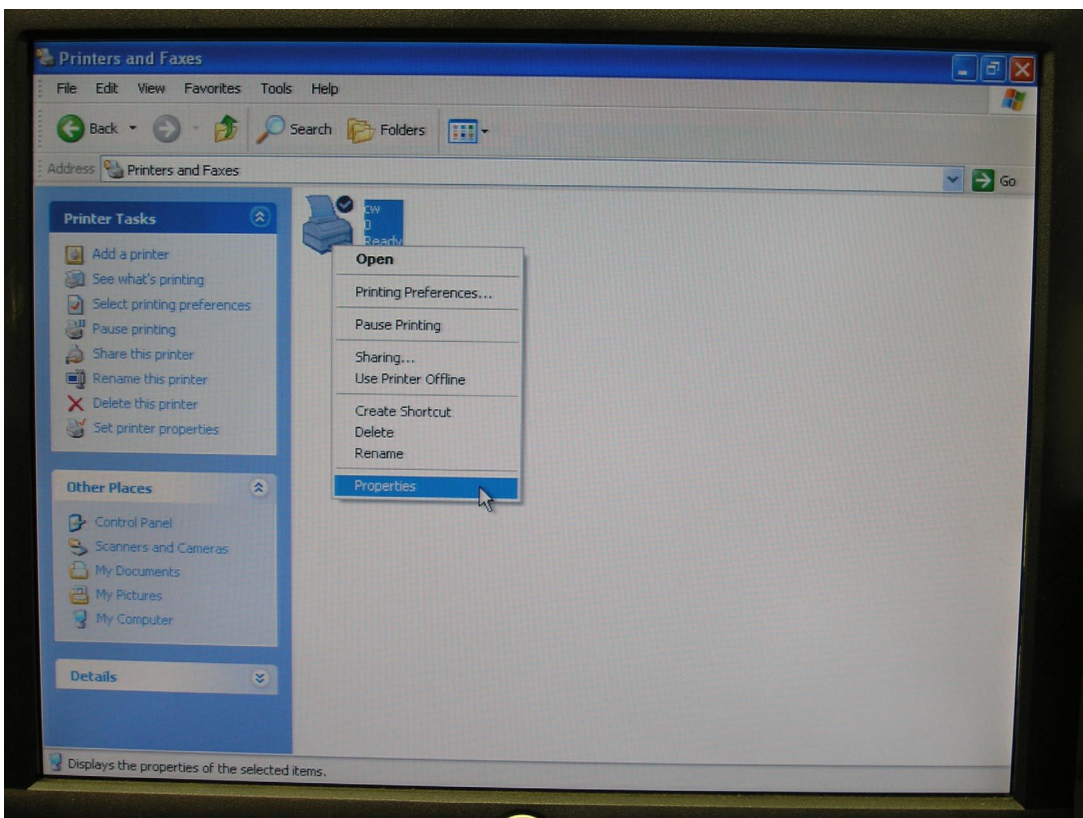 Printers and Faxes
File Edit View Favorites Tools Help
Back Search Folders
Address Printers and Faxes Go
Printer Tasks
Add a printer
See what's printing
Select printing preferences
Pause printing
Share this printer
Rename this printer
Delete this printer
Set printer properties
Other Places
Control Panel
Scanners and Cameras
My Documents
My Pictures
My Computer
Details
cw
0
Ready
Open
Printing Preferences...
Pause Printing
Sharing...
Use Printer Offline
Create Shortcut
Delete
Rename
Properties
Displays the properties of the selected items.